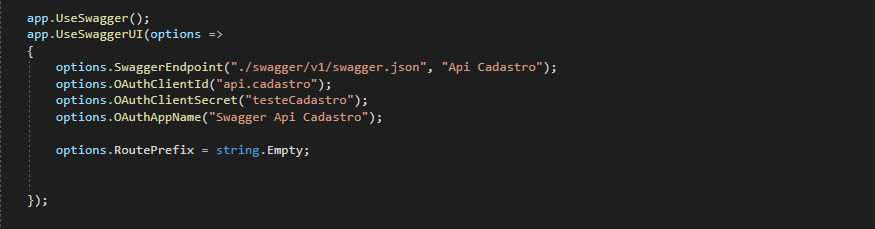 app.UseSwagger();
app.UseSwaggerUI(options =>
{
options.SwaggerEndpoint("./swagger/v1/swagger.json", "Api Cadastro");
options.OAuthClientId("api.cadastro");
options.OAuthClientSecret("testeCadastro");
options.OAuthAppName("Swagger Api Cadastro");
options.RoutePrefix = string.Empty;
});